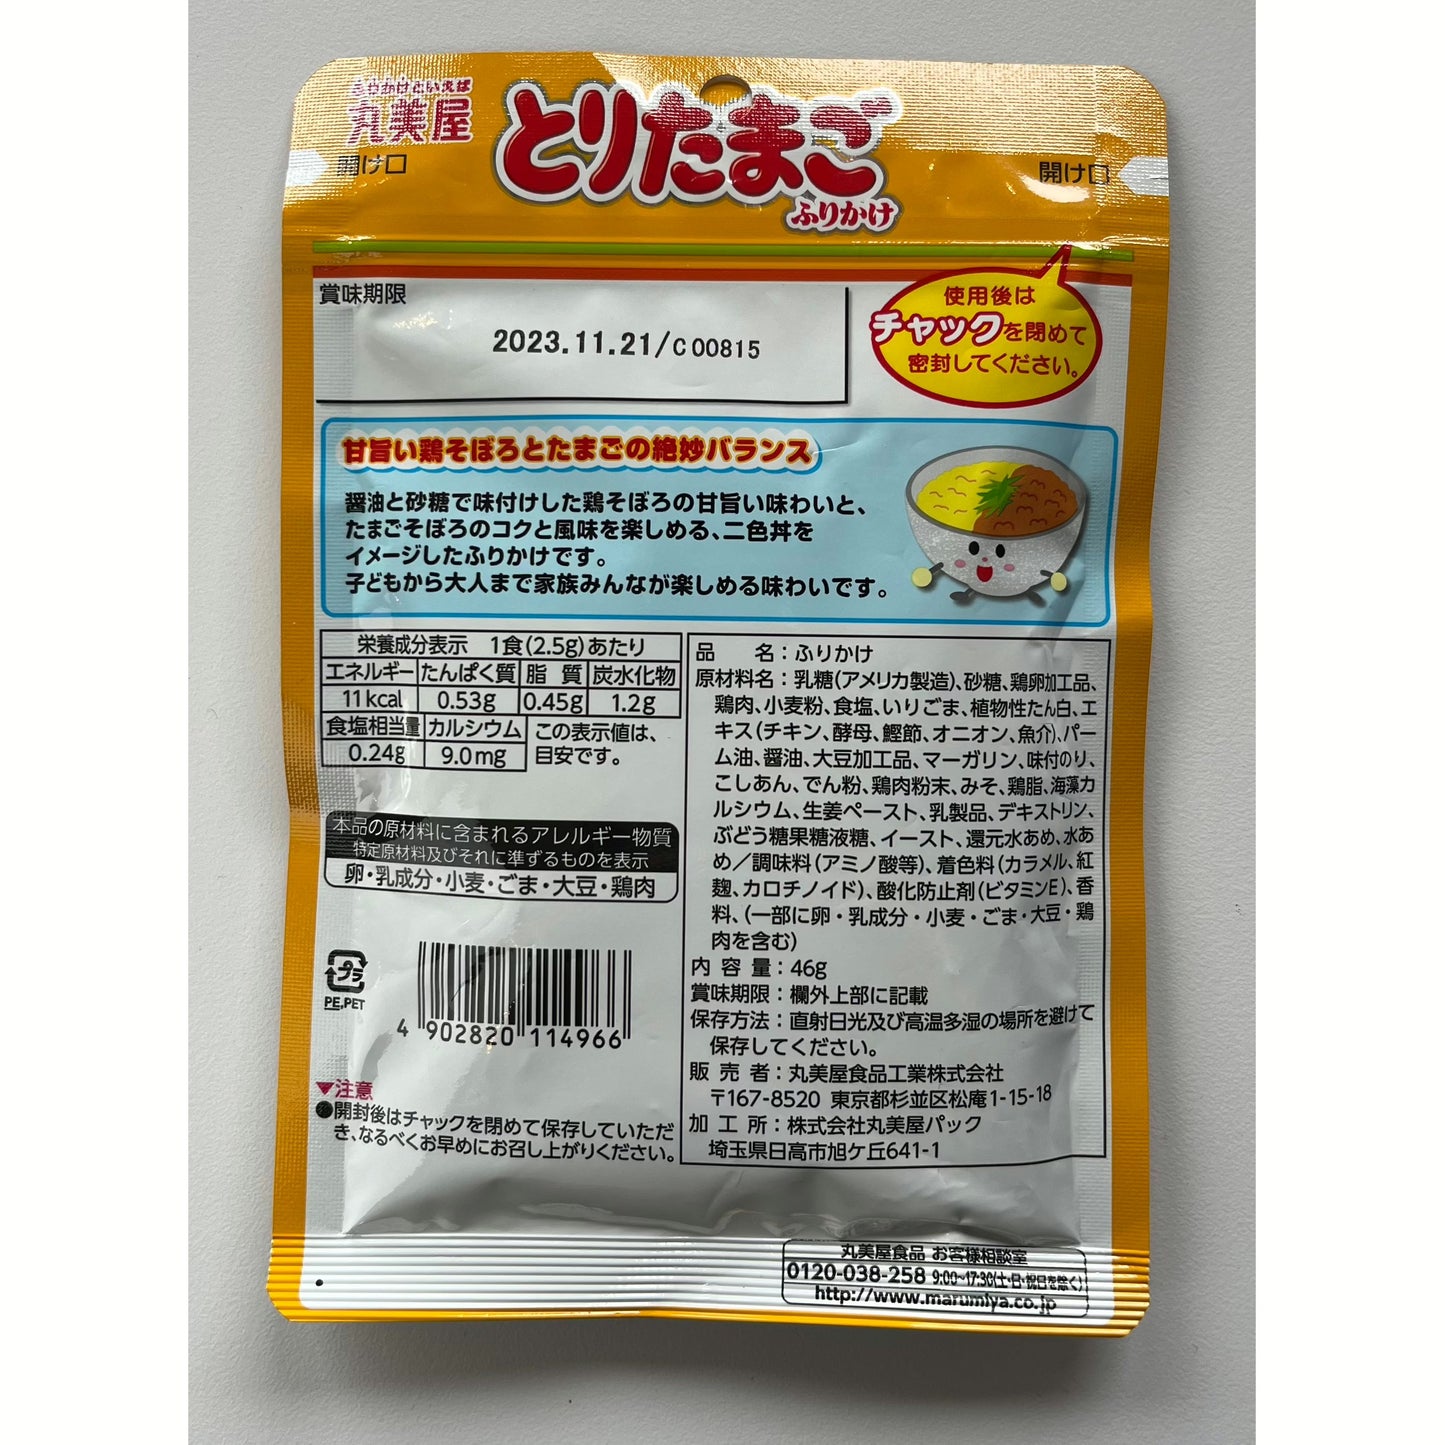 ふりかけといえば
丸美屋
開け口
とりたまご
ふりかけ
開け口
賞味期限
2023.11.21/C00815
使用後は
チャックを閉めて
密封してください。
甘旨い鶏そぼろとたまごの絶妙バランス
醤油と砂糖で味付けした鶏そぼろの甘旨い味わいと、
たまごそぼろのコクと風味を楽しめる、二色丼を
イメージしたふりかけです。
子どもから大人まで家族みんなが楽しめる味わいです。
栄養成分表示 1食(2.5g)あたり
エネルギー たんぱく質 脂質 炭水化物
11kcal 0.53g 0.45g 1.2g
食塩相当量 カルシウム この表示値は、
0.24g 9.0mg 目安です。
本品の原材料に含まれるアレルギー物質
特定原材料及びそれに準ずるものを表示
卵・乳成分・小麦・ごま・大豆・鶏肉
プラ
PE,PET
4 902820 114966
▼注意
●開封後はチャックを閉めて保存していただ
き、なるべくお早めにお召し上がりください。
品名：ふりかけ
原材料名：乳糖(アメリカ製造)、砂糖、鶏卵加工品、
鶏肉、小麦粉、食塩、いりごま、植物性たん白、エ
キス(チキン、酵母、鰹節、オニオン、魚介)、パー
ム油、醤油、大豆加工品、マーガリン、味付のり、
こしあん、でん粉、鶏肉粉末、みそ、鶏脂、海藻カ
ルシウム、生姜ペースト、乳製品、デキストリン、
ぶどう糖果糖液糖、イースト、還元水あめ、水あ
め／調味料(アミノ酸等)、着色料(カラメル、紅
麹、カロチノイド)、酸化防止剤(ビタミンE)、香
料、(一部に卵・乳成分・小麦・ごま・大豆・鶏
肉を含む)
内容量：46g
賞味期限：欄外上部に記載
保存方法：直射日光及び高温多湿の場所を避けて
保存してください。
販売者：丸美屋食品工業株式会社
〒167-8520 東京都杉並区松庵1-15-18
加工所：株式会社丸美屋パック
埼玉県日高市旭ケ丘641-1
丸美屋食品 お客様相談室
0120-038-258 9:00~17:30(土・日・祝日を除く)
http://www.marumiya.co.jp